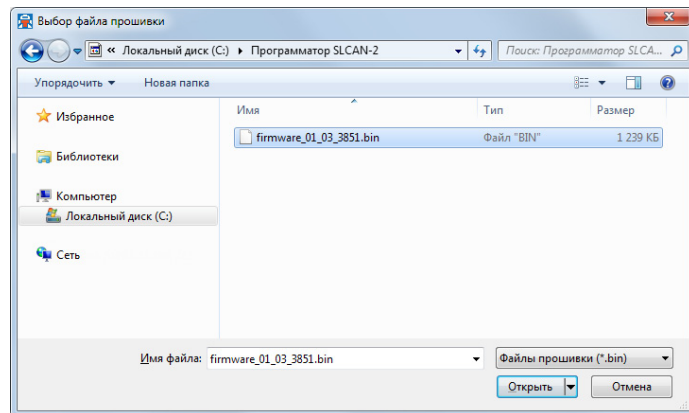 Выбор файла прошивки
« Локальный диск (C:) Программатор SLCAN-2
Поиск: Программатор SLCA...
Упорядочить Новая папка
Избранное
Библиотеки
Компьютер
Локальный диск (C:)
Сеть
Имя Тип Размер
firmware_01_03_3851.bin Файл "BIN" 1 239 КБ
Имя файла: firmware_01_03_3851.bin Файлы прошивки (*.bin)
Открыть Отмена